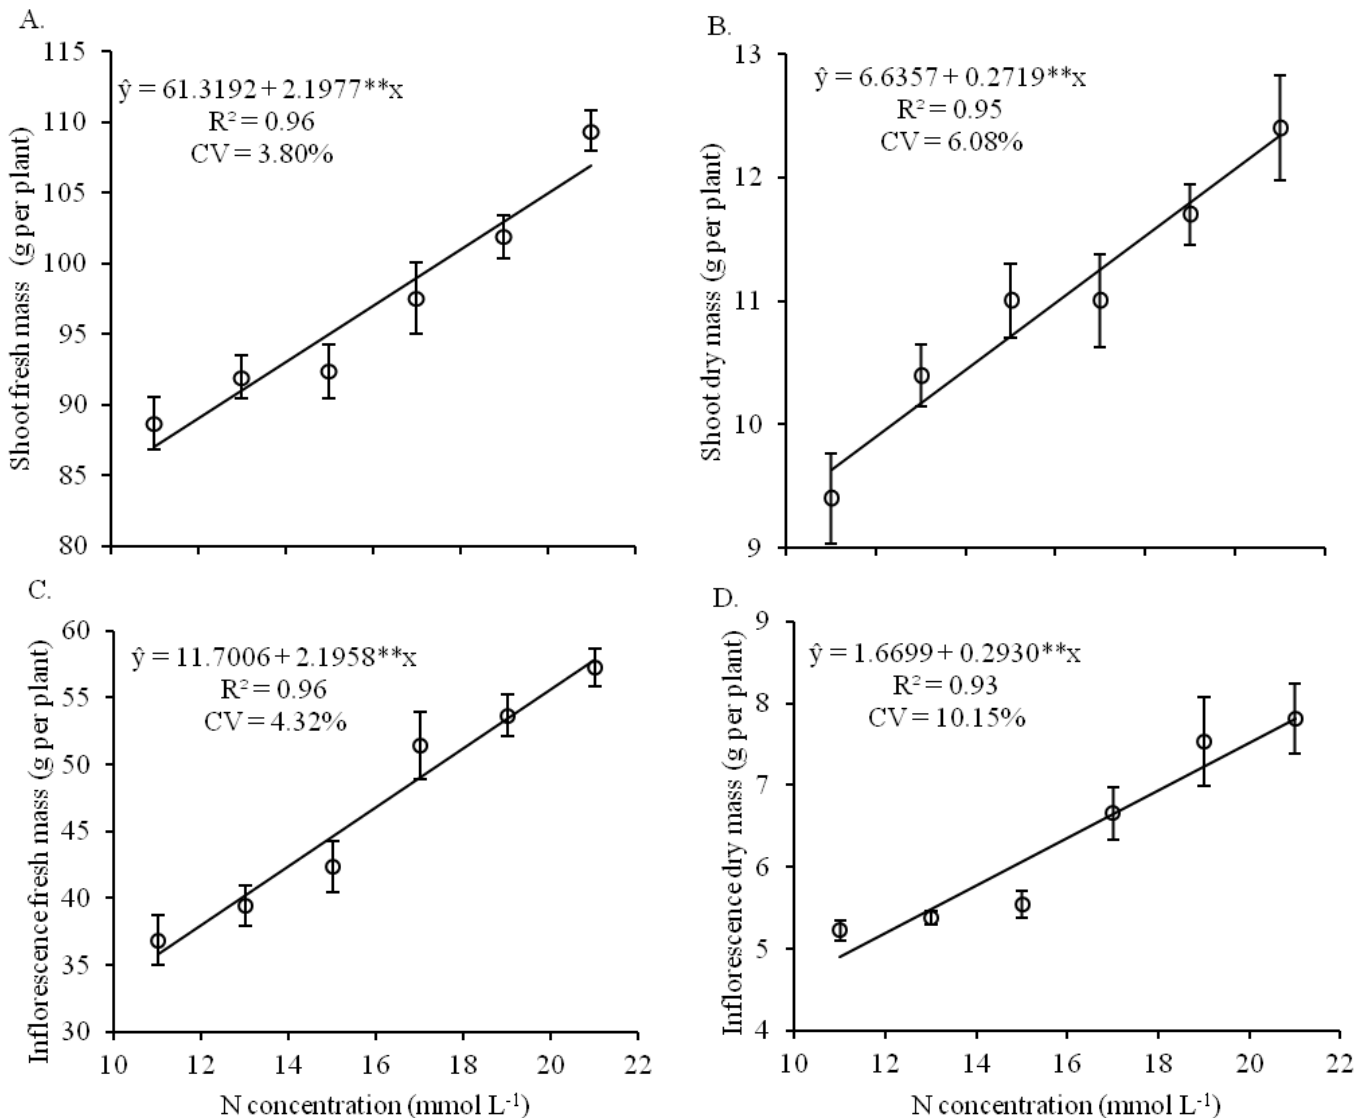 A.
115
110
105
100
95
90
85
80
Shoot fresh mass (g per plant)
ŷ = 61.3192 + 2.1977**x
R² = 0.96
CV = 3.80%
B.
13
12
11
10
9
Shoot dry mass (g per plant)
ŷ = 6.6357 + 0.2719**x
R² = 0.95
CV = 6.08%
C.
60
55
50
45
40
35
30
Inflorescence fresh mass (g per plant)
ŷ = 11.7006 + 2.1958**x
R² = 0.96
CV = 4.32%
10 12 14 16 18 20 22
N concentration (mmol L⁻¹)
D.
9
8
7
6
5
4
Inflorescence dry mass (g per plant)
ŷ = 1.6699 + 0.2930**x
R² = 0.93
CV = 10.15%
10 12 14 16 18 20 22
N concentration (mmol L⁻¹)